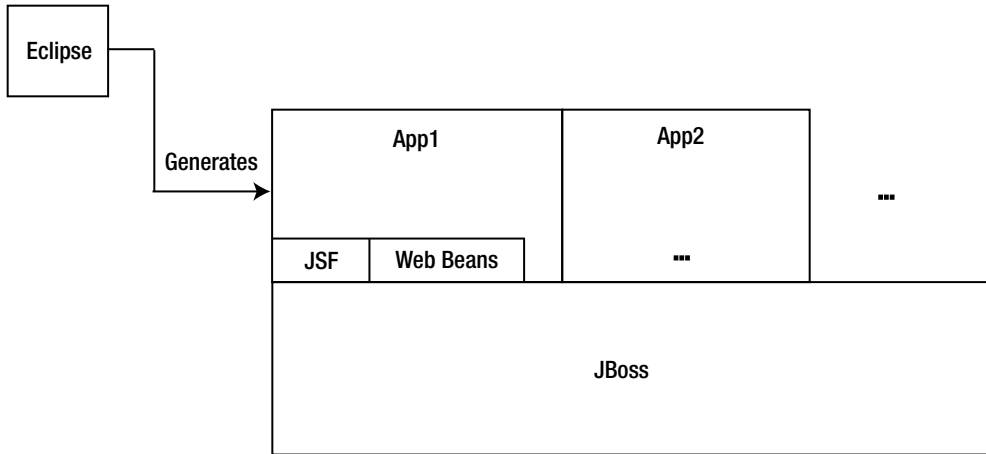 Eclipse
Generates
App1
App2
...
JSF
Web Beans
...
JBoss